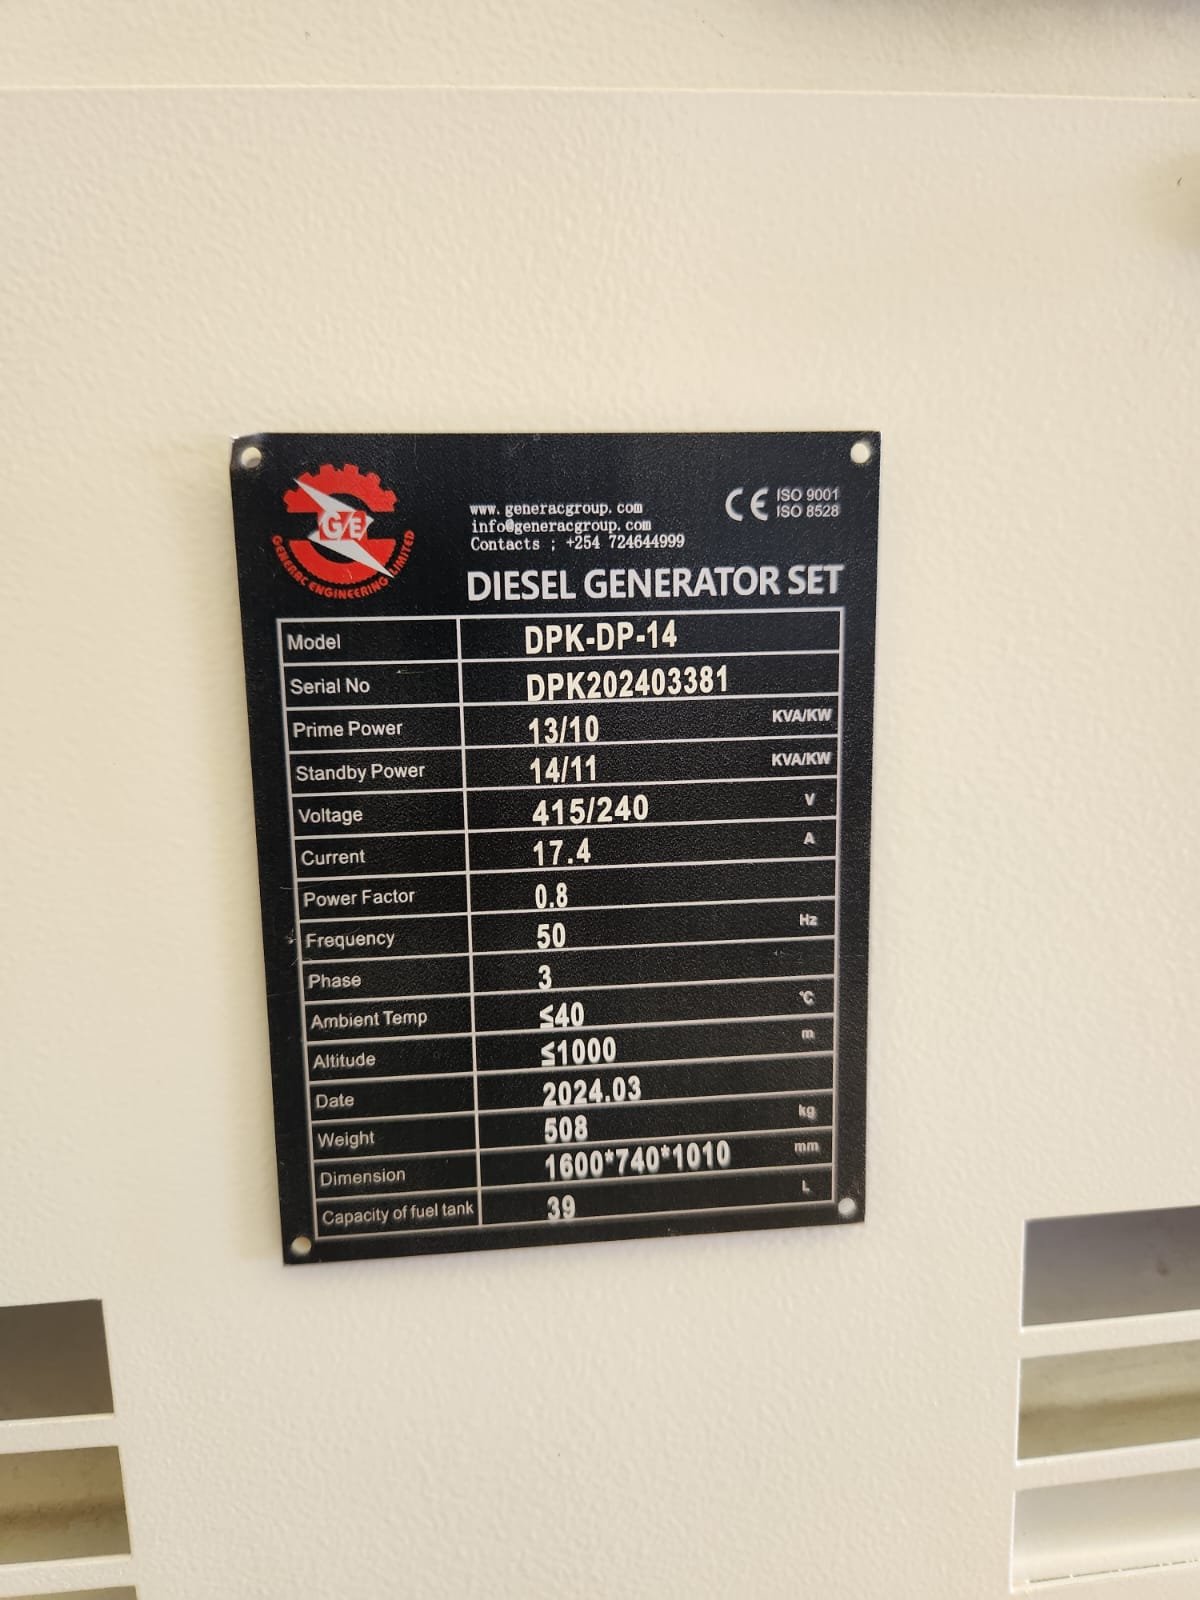 G/E
GENERAC ENGINEERING LIMITED
www.generacgroup.com
info@generacgroup.com
Contacts ; +254 724644999
CE ISO 9001
ISO 8528
DIESEL GENERATOR SET
Model DPK-DP-14
Serial No DPK202403381
Prime Power 13/10 KVA/KW
Standby Power 14/11 KVA/KW
Voltage 415/240 V
Current 17.4 A
Power Factor 0.8
Frequency 50 Hz
Phase 3
Ambient Temp ≤40 °C
Altitude ≤1000 m
Date 2024.03
Weight 508 kg
Dimension 1600*740*1010 mm
Capacity of fuel tank 39 L